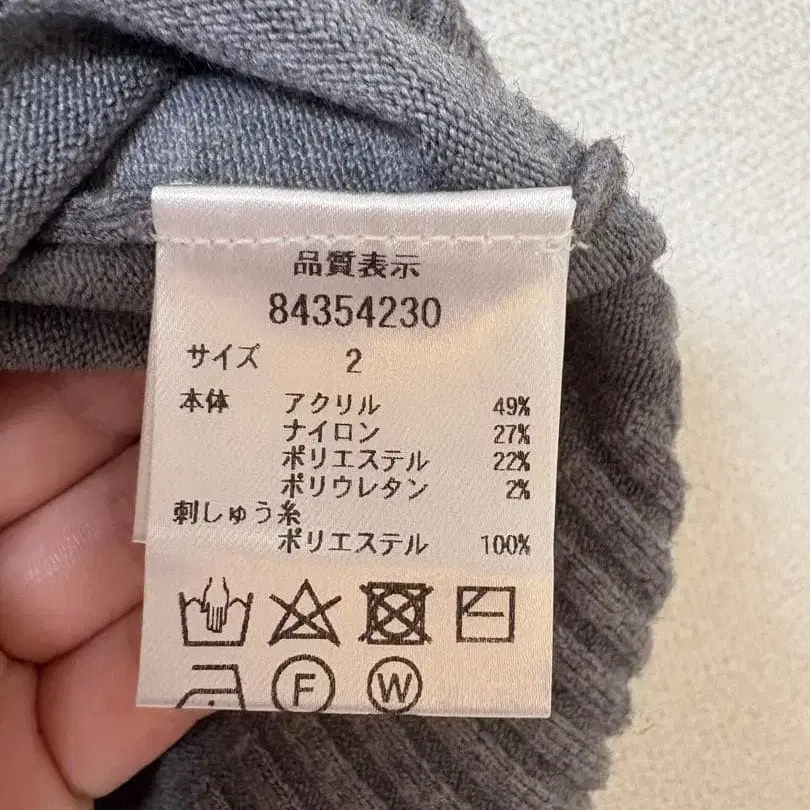 品質表示
84354230
サイズ 2
本体 アクリル 49%
ナイロン 27%
ポリエステル 22%
ポリウレタン 2%
刺しゅう糸
ポリエステル 100%
F W